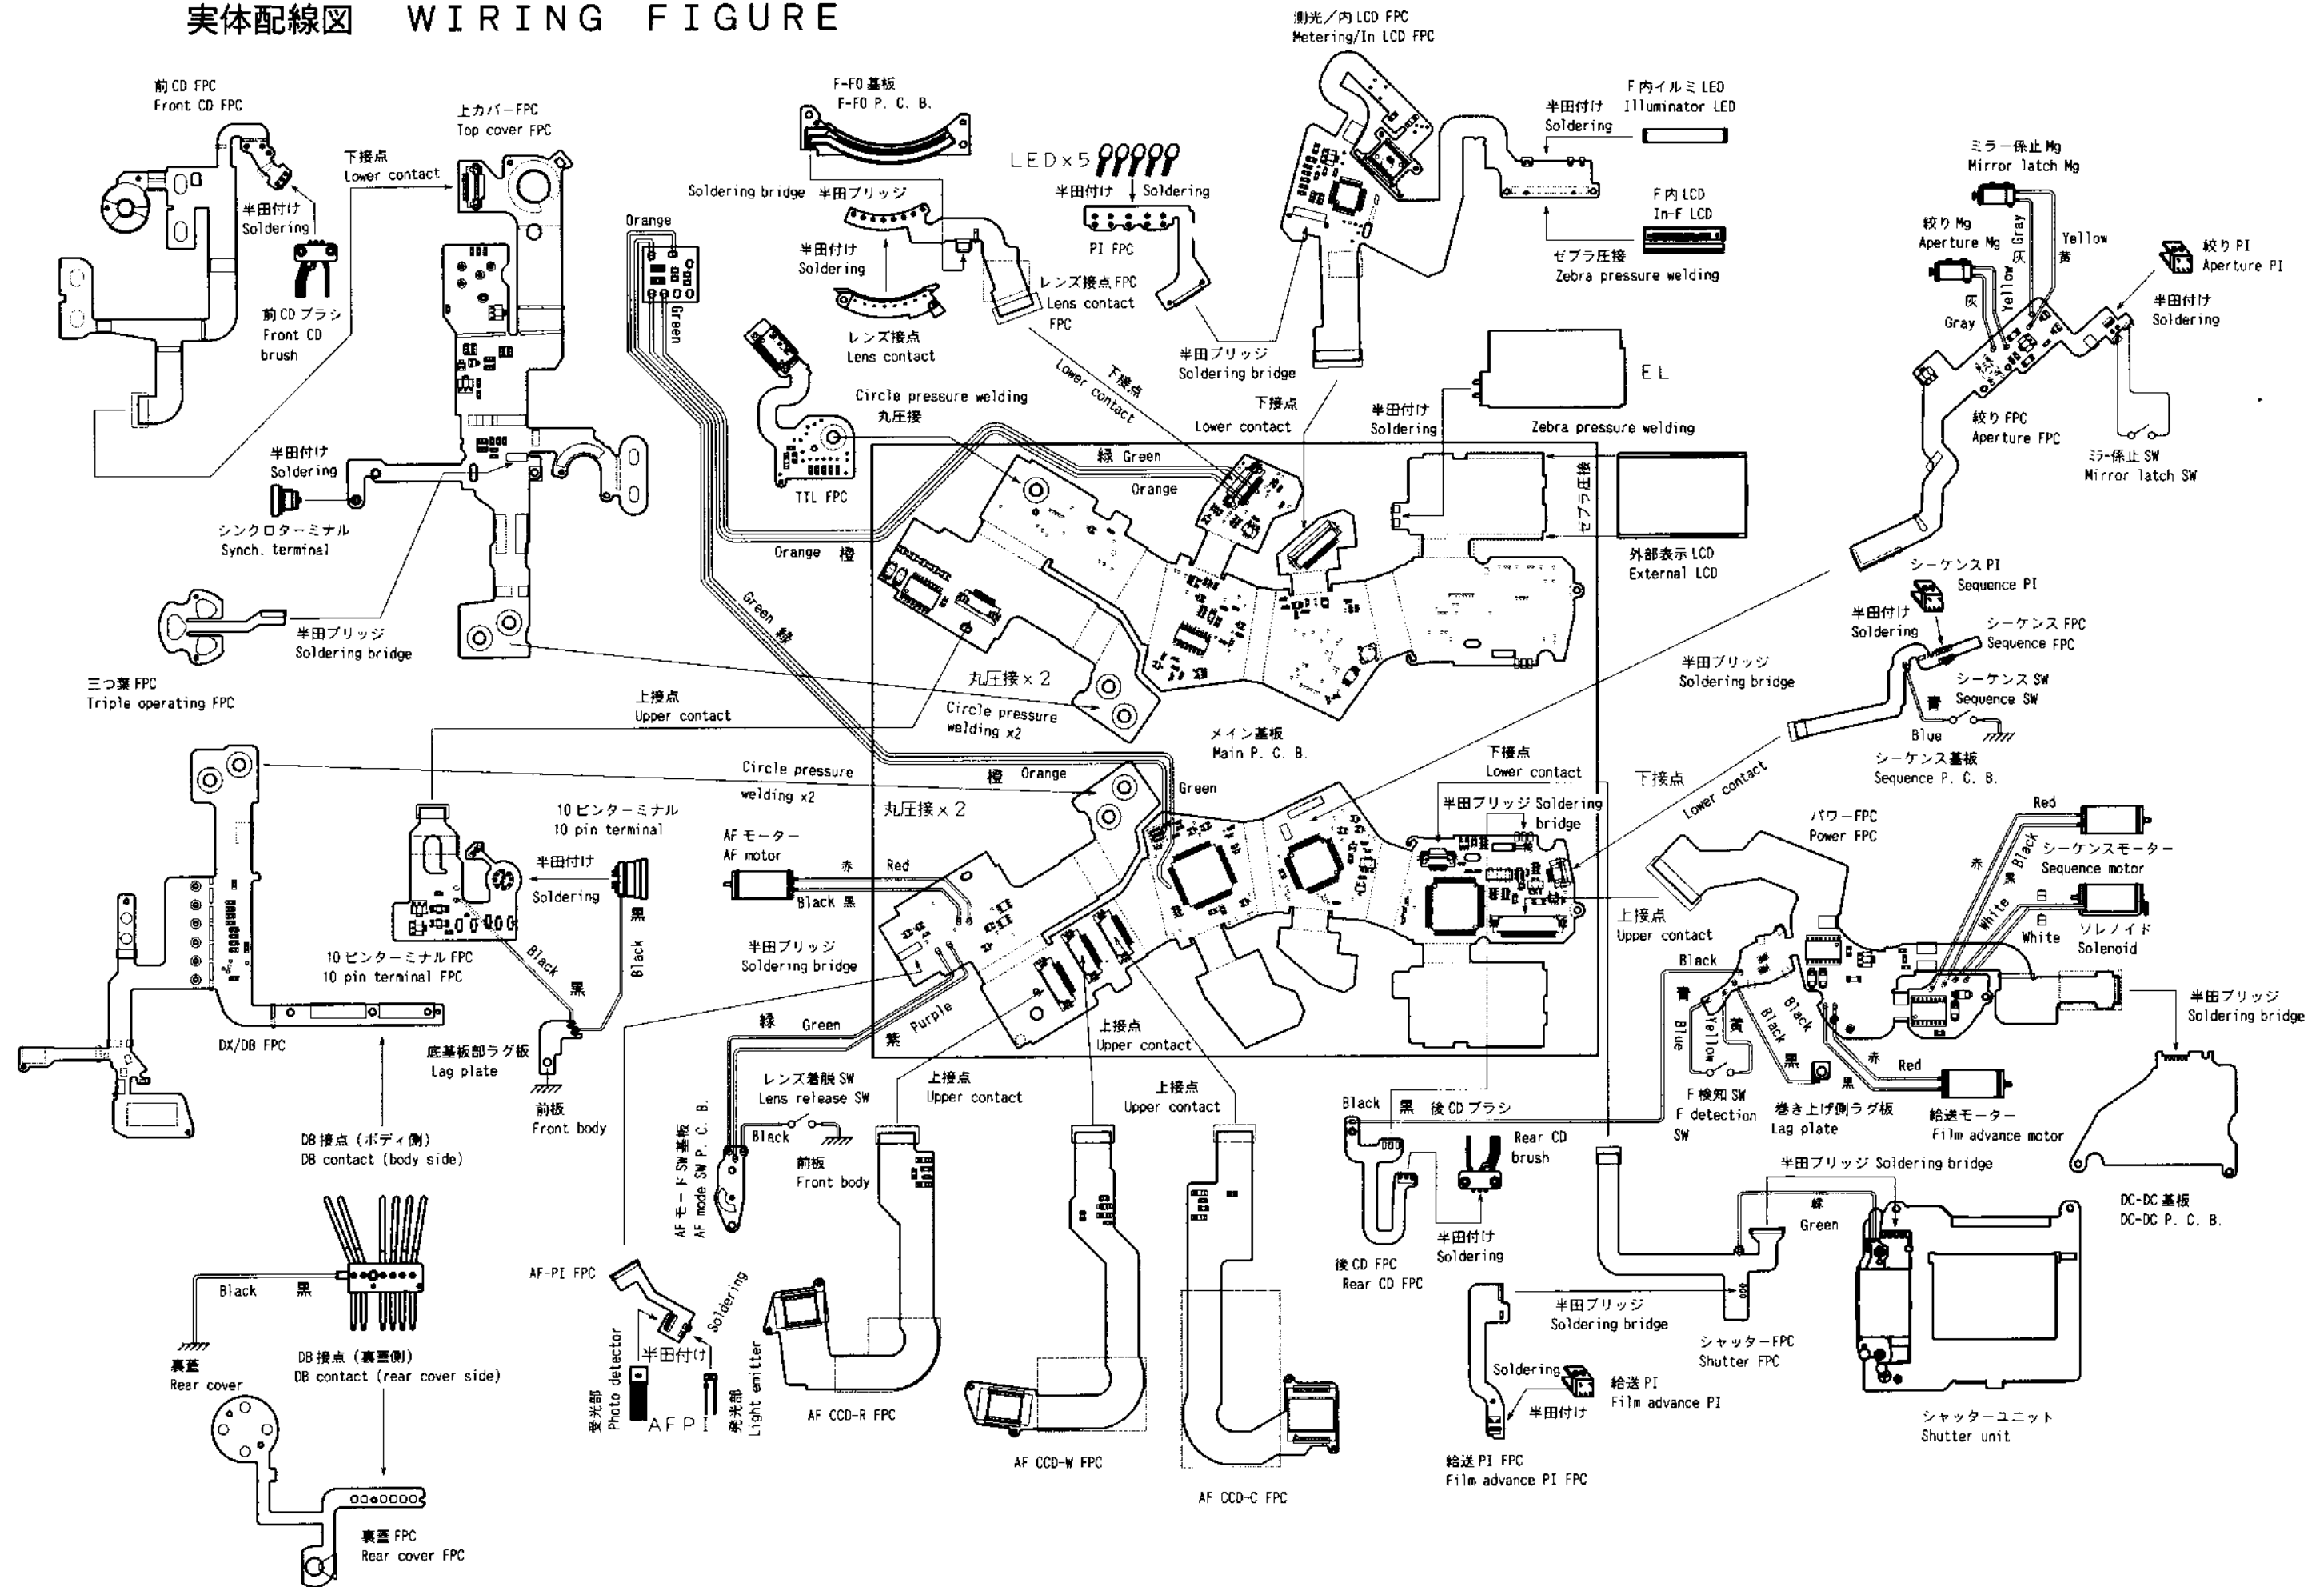 実体配線図 WIRING FIGURE
前CD FPC
Front CD FPC
半田付け
Soldering
前CDブラシ
Front CD
brush
下接点
Lower contact
上カバーFPC
Top cover FPC
半田付け
Soldering
シンクロターミナル
Synch. terminal
半田ブリッジ
Soldering bridge
三つ葉FPC
Triple operating FPC
F-F0基板
F-F0 P. C. B.
Soldering bridge 半田ブリッジ
半田付け
Soldering
レンズ接点
Lens contact
レンズ接点FPC
Lens contact
FPC
LED×5
半田付け Soldering
PI FPC
半田ブリッジ
Soldering bridge
測光/内LCD FPC
Metering/In LCD FPC
半田付け
Soldering
F内イルミLED
Illuminator LED
F内LCD
In-F LCD
ゼブラ圧接
Zebra pressure welding
ミラー係止Mg
Mirror latch Mg
絞りMg
Aperture Mg
灰 Gray
Yellow
黄
Yellow
灰
Gray
絞りPI
Aperture PI
半田付け
Soldering
絞りFPC
Aperture FPC
ミラー係止SW
Mirror latch SW
Orange
Green
Circle pressure welding
丸圧接
TTL FPC
下接点
Lower contact
下接点
Lower contact
半田付け
Soldering
EL
Zebra pressure welding
ゼブラ圧接
外部表示LCD
External LCD
緑 Green
Orange
Orange 橙
Green 緑
丸圧接×2
Circle pressure
welding x2
上接点
Upper contact
メイン基板
Main P. C. B.
半田ブリッジ
Soldering bridge
シーケンスPI
Sequence PI
半田付け
Soldering
シーケンスFPC
Sequence FPC
シーケンスSW
Sequence SW
青
Blue
シーケンス基板
Sequence P. C. B.
Circle pressure
welding x2
橙 Orange
Green
丸圧接×2
下接点
Lower contact
半田ブリッジ Soldering
bridge
下接点
Lower contact
上接点
Upper contact
10ピンターミナル
10 pin terminal
半田付け
Soldering
黒
Black
Black
黒
10ピンターミナルFPC
10 pin terminal FPC
底基板部ラグ板
Lag plate
前板
Front body
DX/DB FPC
AFモーター
AF motor
赤 Red
Black 黒
半田ブリッジ
Soldering bridge
緑 Green
紫 Purple
上接点
Upper contact
パワーFPC
Power FPC
Red
赤
黒 Black
シーケンスモーター
Sequence motor
白
白
White
White
ソレノイド
Solenoid
半田ブリッジ
Soldering bridge
Black
青
Blue
Yellow
黄
Black
Black
黒
赤
Red
黒
F検知SW
F detection
SW
巻き上げ側ラグ板
Lag plate
給送モーター
Film advance motor
DC-DC基板
DC-DC P. C. B.
DB接点(ボディ側)
DB contact (body side)
Black 黒
裏蓋
Rear cover
DB接点(裏蓋側)
DB contact (rear cover side)
裏蓋FPC
Rear cover FPC
レンズ着脱SW
Lens release SW
Black
前板
Front body
AFモードSW基板
AF mode SW P. C. B.
AF-PI FPC
Soldering
半田付け
受光部
Photo detector
AFPI
発光部
Light emitter
上接点
Upper contact
AF CCD-R FPC
AF CCD-W FPC
上接点
Upper contact
AF CCD-C FPC
Black 黒
後CDブラシ
Rear CD
brush
半田付け
Soldering
後CD FPC
Rear CD FPC
半田ブリッジ Soldering bridge
緑
Green
半田ブリッジ
Soldering bridge
シャッターFPC
Shutter FPC
Soldering
半田付け
給送PI
Film advance PI
給送PI FPC
Film advance PI FPC
シャッターユニット
Shutter unit